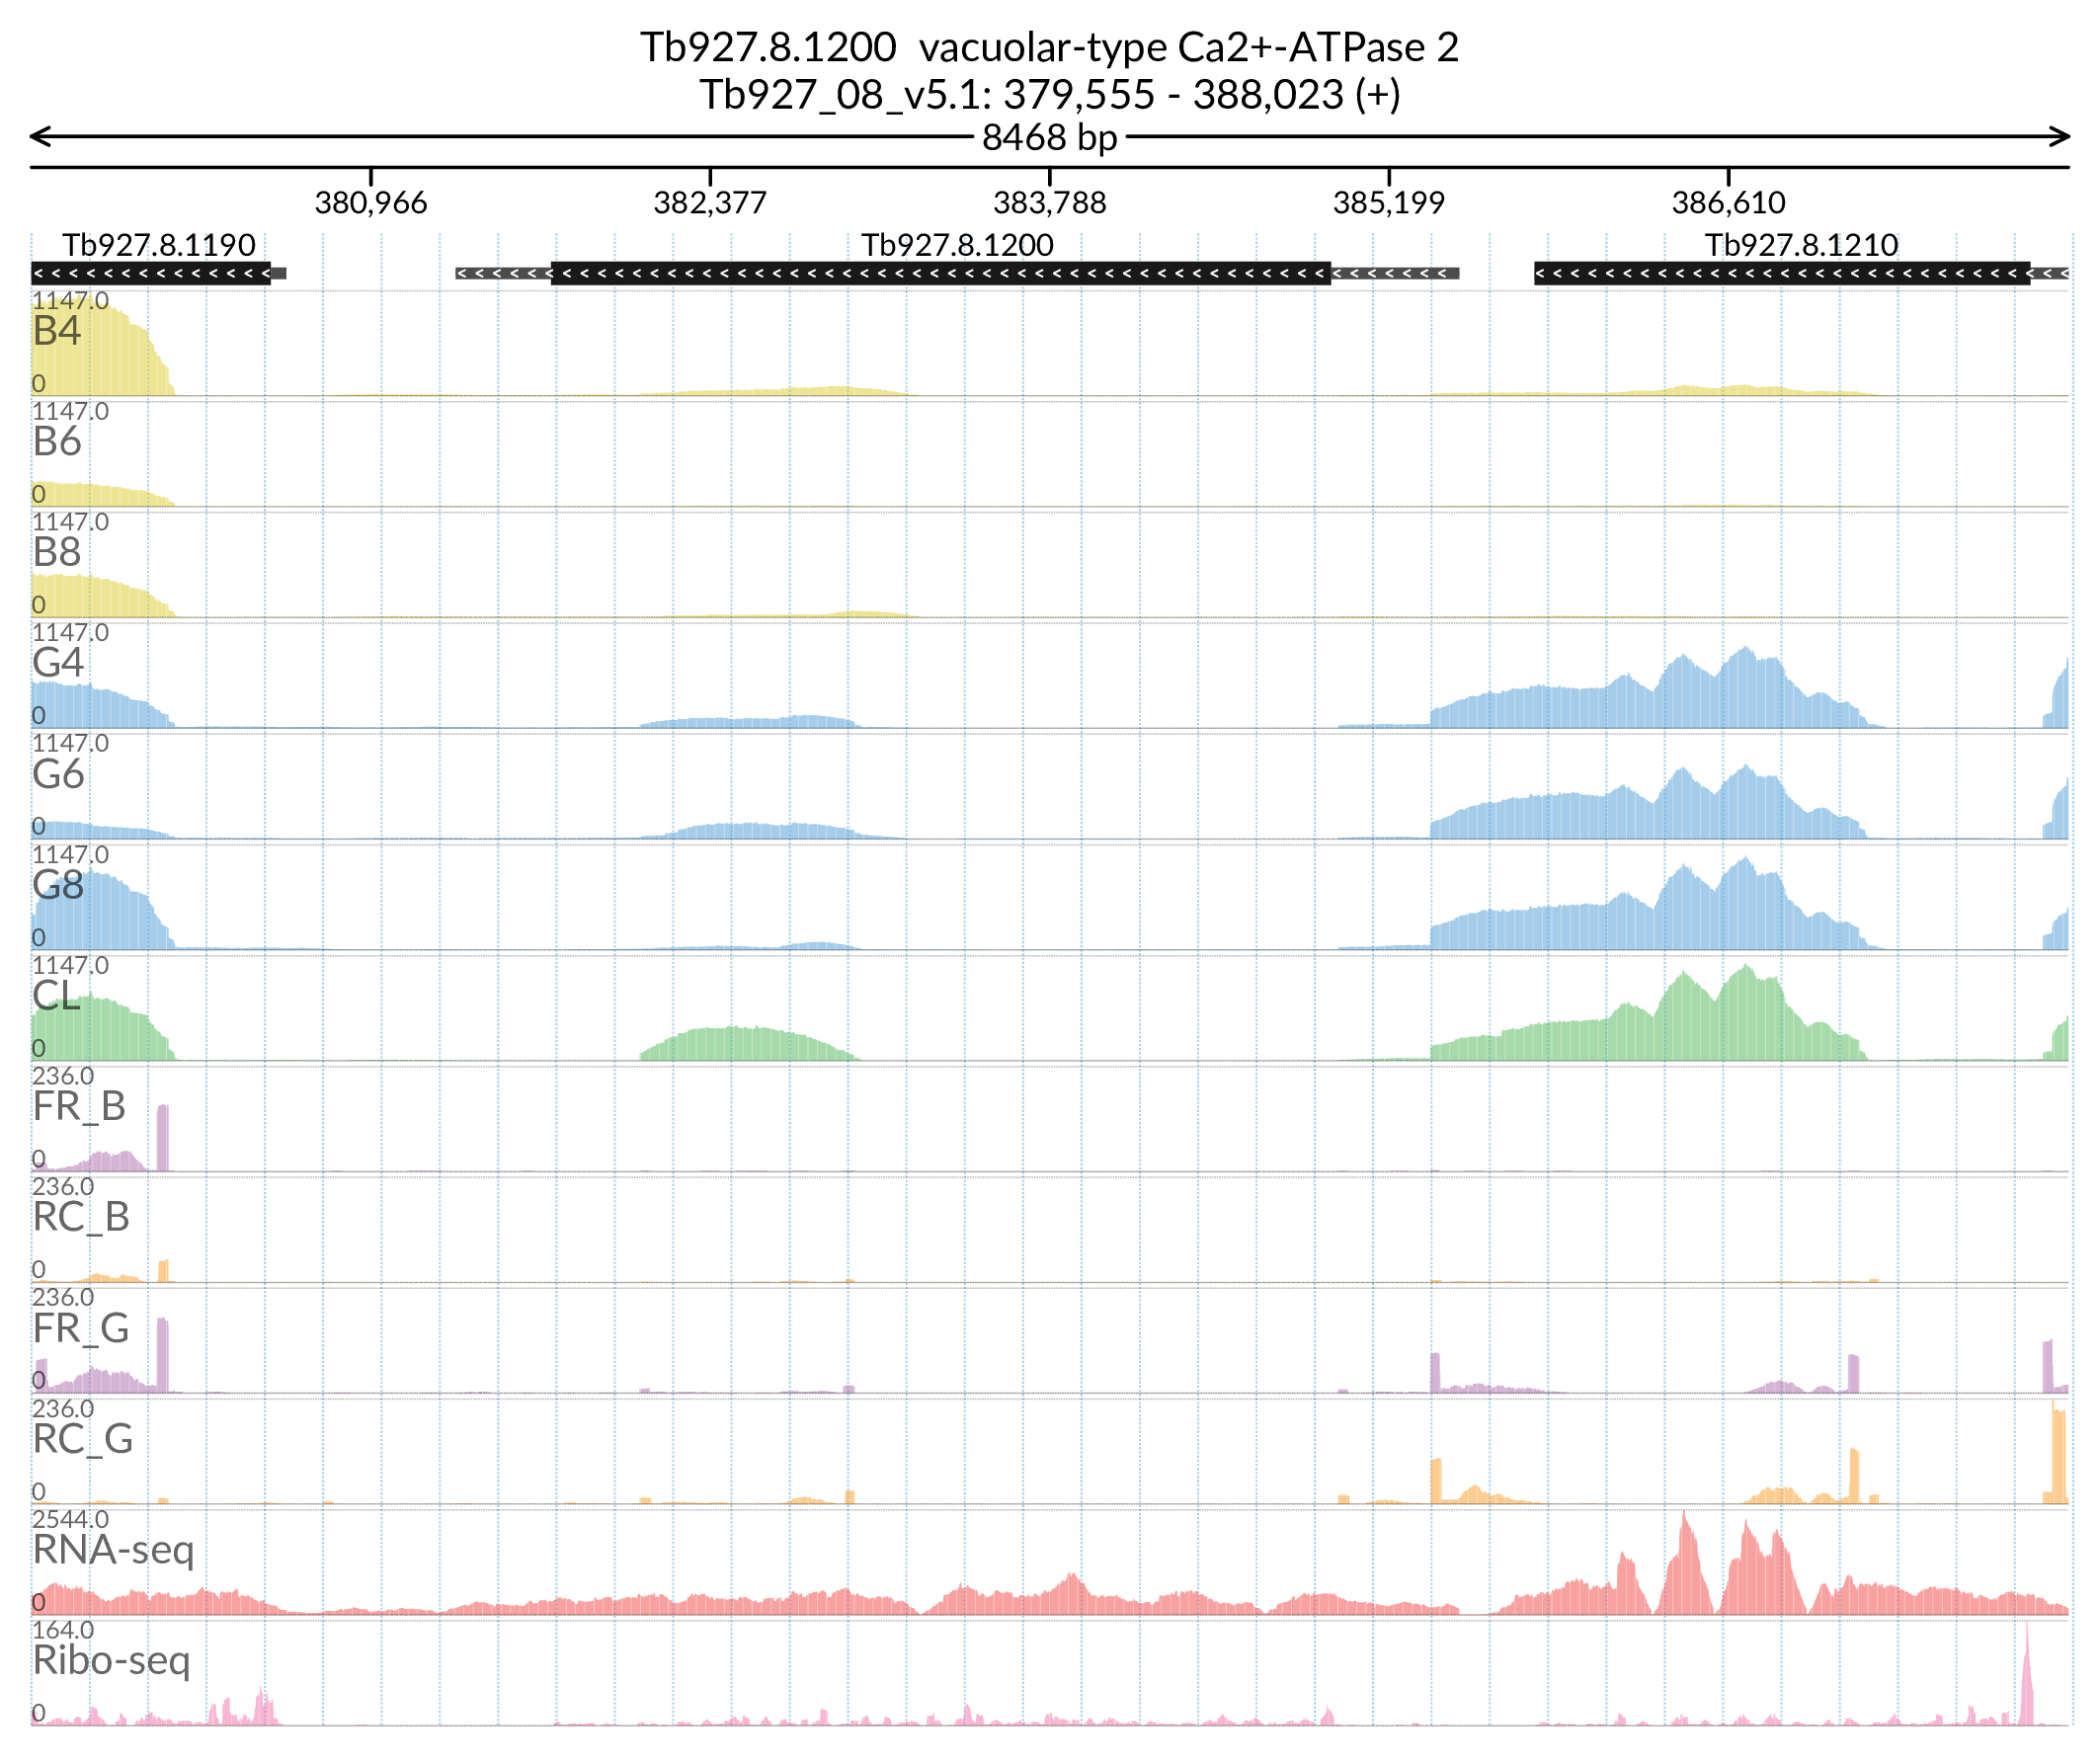 Tb927.8.1200  vacuolar-type Ca2+-ATPase 2
Tb927_08_v5.1: 379,555 - 388,023 (+)
8468 bp
380,966 382,377 383,788 385,199 386,610
Tb927.8.1190 Tb927.8.1200 Tb927.8.1210
1147.0
B4
0
1147.0
B6
0
1147.0
B8
0
1147.0
G4
0
1147.0
G6
0
1147.0
G8
0
1147.0
CL
0
236.0
FR_B
0
236.0
RC_B
0
236.0
FR_G
0
236.0
RC_G
0
2544.0
RNA-seq
0
164.0
Ribo-seq
0